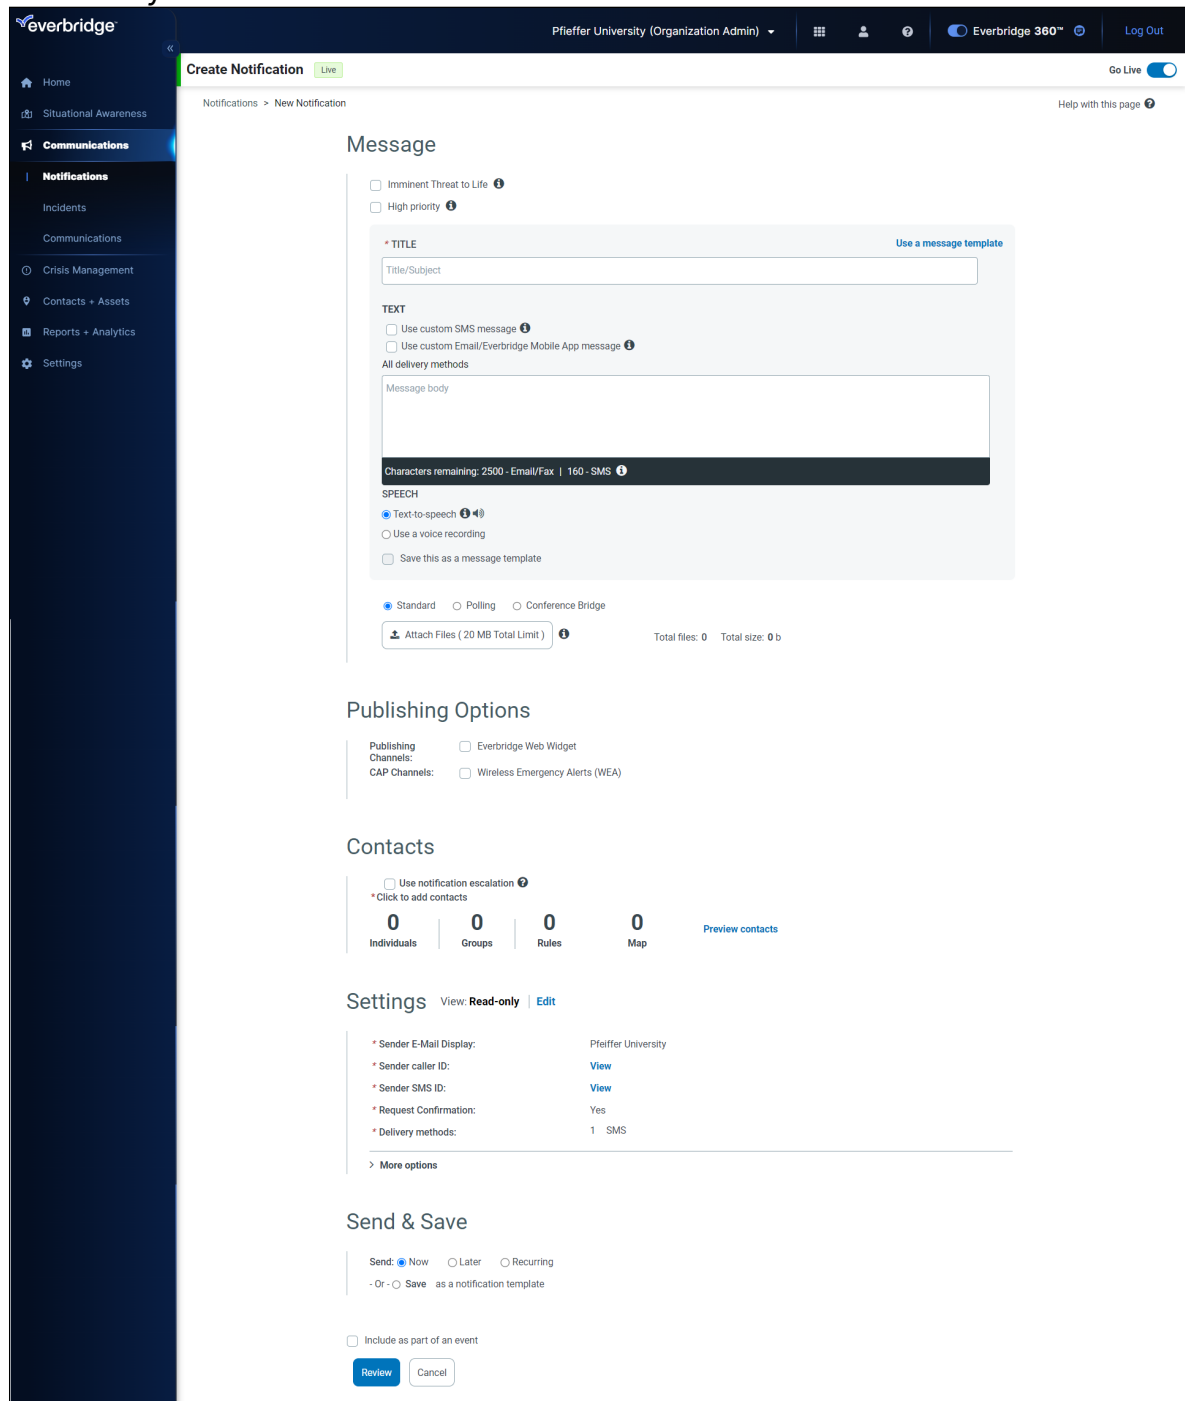 everbridge™
Pfieffer University (Organization Admin)
Everbridge 360™
Log Out
«
Home
Situational Awareness
Communications
Notifications
Incidents
Communications
Crisis Management
Contacts + Assets
Reports + Analytics
Settings
Create Notification Live
Go Live
Notifications > New Notification
Help with this page ?
Message
Imminent Threat to Life
High priority
* TITLE
Use a message template
Title/Subject
TEXT
Use custom SMS message
Use custom Email/Everbridge Mobile App message
All delivery methods
Message body
Characters remaining: 2500 - Email/Fax | 160 - SMS
SPEECH
Text-to-speech
Use a voice recording
Save this as a message template
Standard Polling Conference Bridge
Attach Files ( 20 MB Total Limit )
Total files: 0 Total size: 0 b
Publishing Options
Publishing
Channels:
Everbridge Web Widget
CAP Channels: Wireless Emergency Alerts (WEA)
Contacts
Use notification escalation ?
*Click to add contacts
0 0 0 0
Individuals Groups Rules Map
Preview contacts
Settings View: Read-only | Edit
* Sender E-Mail Display: Pfeiffer University
* Sender caller ID: View
* Sender SMS ID: View
* Request Confirmation: Yes
* Delivery methods: 1 SMS
> More options
Send & Save
Send: Now Later Recurring
- Or - Save as a notification template
Include as part of an event
Review Cancel